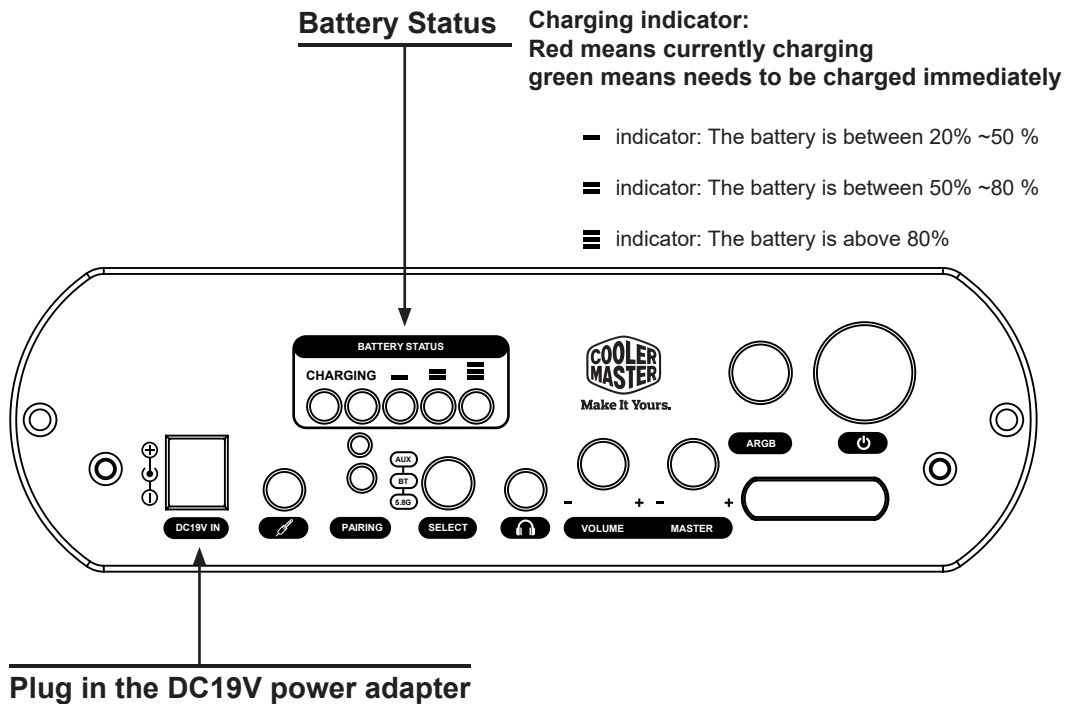 Battery Status
Charging indicator:
Red means currently charging
green means needs to be charged immediately
indicator: The battery is between 20% ~50 %
indicator: The battery is between 50% ~80 %
indicator: The battery is above 80%
BATTERY STATUS
CHARGING
COOLER
MASTER
Make It Yours.
ARGB
AUX
BT
5.8G
- + - +
DC19V IN
PAIRING
SELECT
VOLUME
MASTER
Plug in the DC19V power adapter